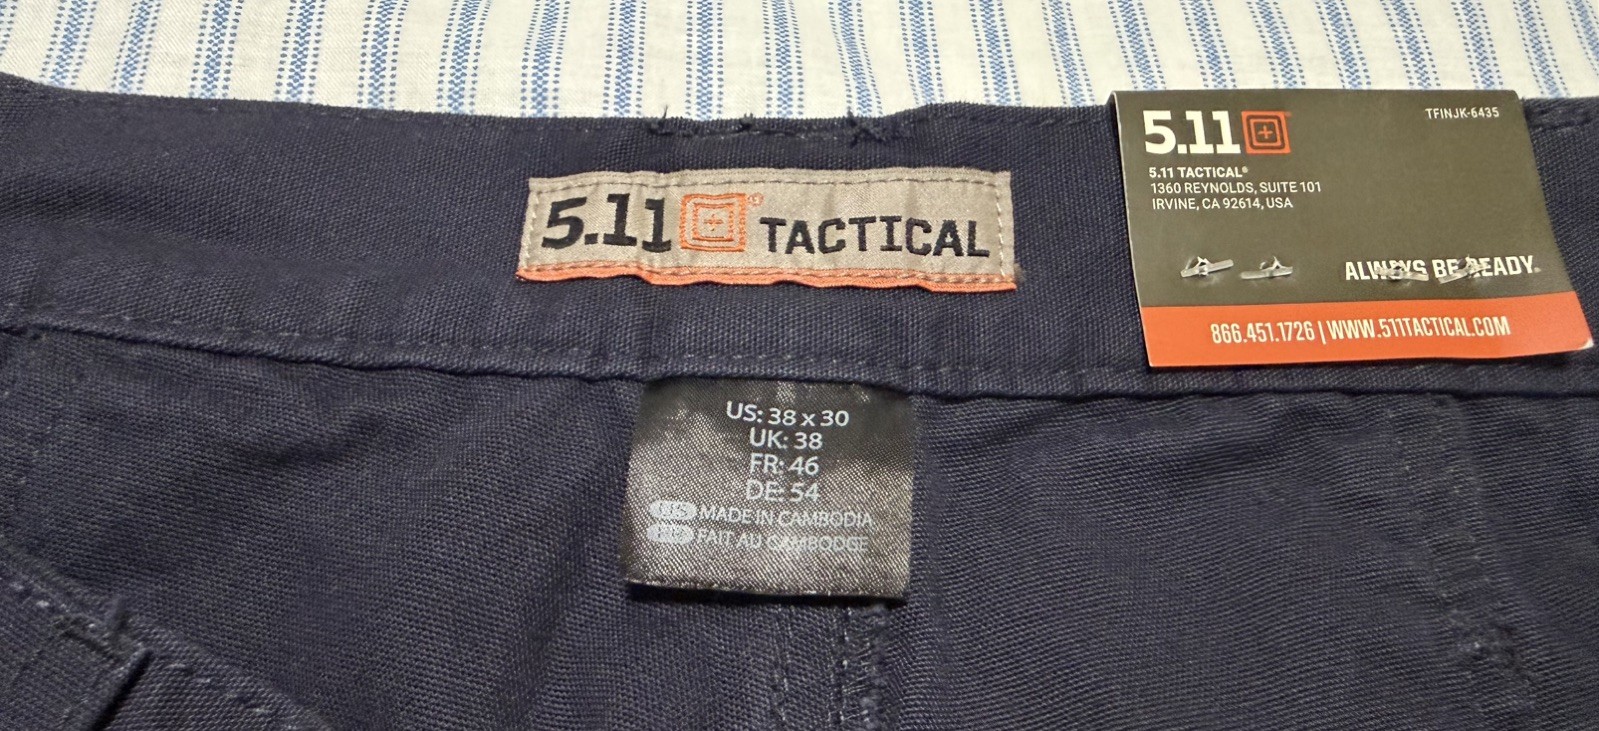 5.11 TACTICAL
5.11
TFINJK-6435
5.11 TACTICAL®
1360 REYNOLDS, SUITE 101
IRVINE, CA 92614, USA
ALWAYS BE READY.
866.451.1726 | WWW.511TACTICAL.COM
US: 38 x 30
UK: 38
FR: 46
DE: 54
MADE IN CAMBODIA
FAIT AU CAMBODGE